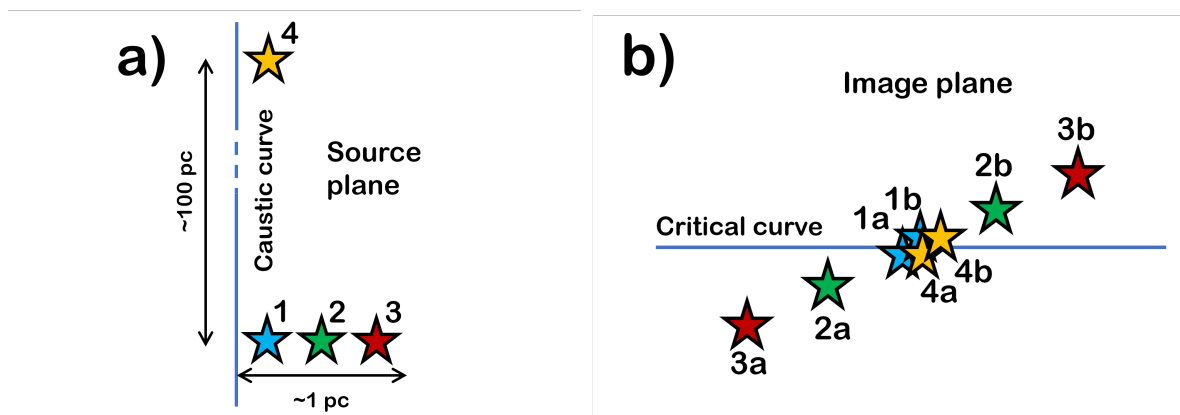 a)
4
~100 pc
Caustic curve
Source
plane
1
2
3
~1 pc
b)
Image plane
3b
2b
1b
1a
Critical curve
4b
4a
2a
3a